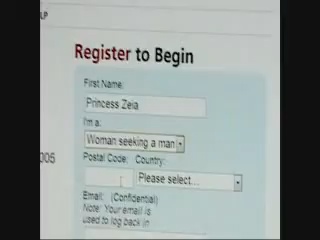 LP
Register to Begin
First Name:
Princess Zeia
I'm a:
Woman seeking a man
Postal Code: Country:
005
Please select...
Email: (Confidential)
Note: Your email is
used to log back in